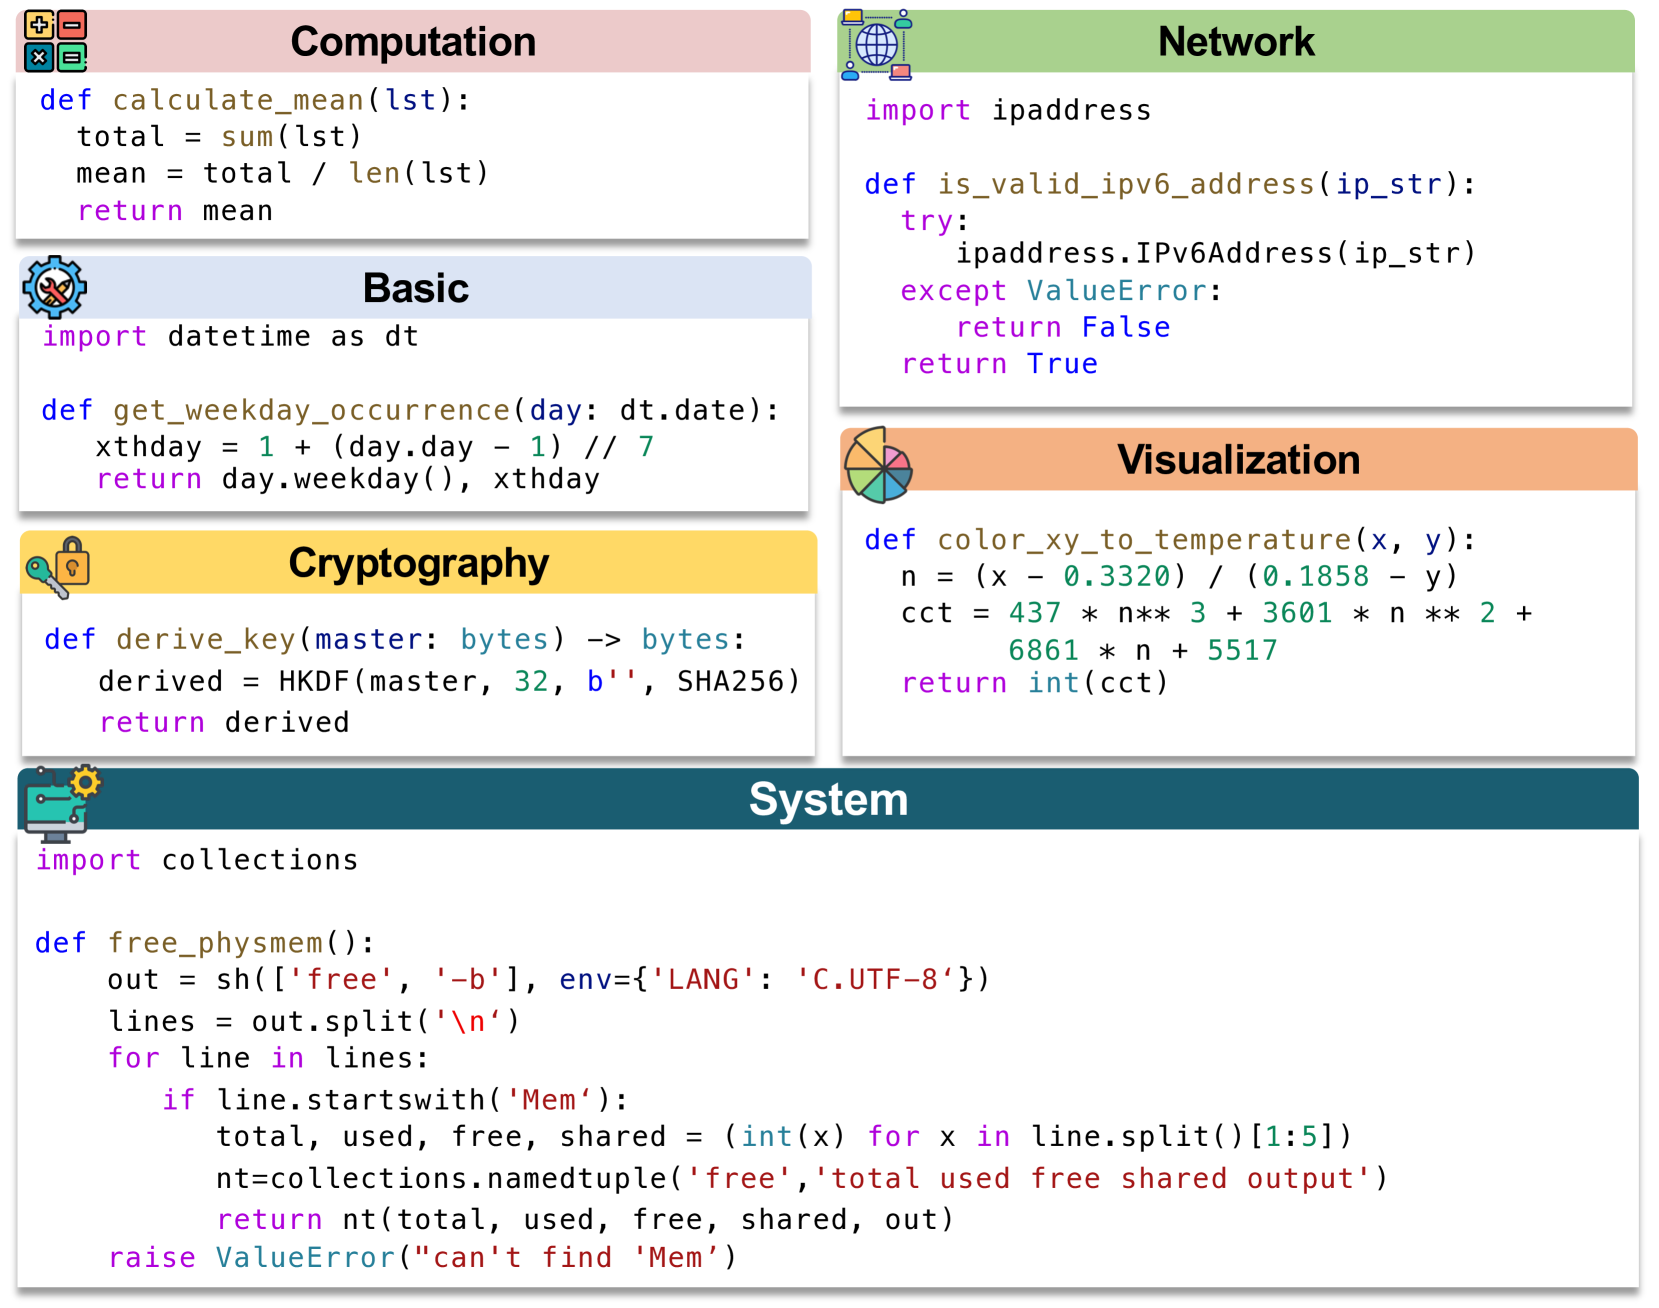 Computation
def calculate_mean(lst):
  total = sum(lst)
  mean = total / len(lst)
  return mean
Basic
import datetime as dt
def get_weekday_occurrence(day: dt.date):
   xthday = 1 + (day.day - 1) // 7
   return day.weekday(), xthday
Cryptography
def derive_key(master: bytes) -> bytes:
   derived = HKDF(master, 32, b'', SHA256)
   return derived
Network
import ipaddress
def is_valid_ipv6_address(ip_str):
  try:
     ipaddress.IPv6Address(ip_str)
  except ValueError:
     return False
  return True
Visualization
def color_xy_to_temperature(x, y):
  n = (x - 0.3320) / (0.1858 - y)
  cct = 437 * n** 3 + 3601 * n ** 2 +
        6861 * n + 5517
  return int(cct)
System
import collections
def free_physmem():
    out = sh(['free', '-b'], env={'LANG': 'C.UTF-8‘})
    lines = out.split('\n‘)
    for line in lines:
       if line.startswith('Mem‘):
          total, used, free, shared = (int(x) for x in line.split()[1:5])
          nt=collections.namedtuple('free','total used free shared output')
          return nt(total, used, free, shared, out)
    raise ValueError("can't find 'Mem’)